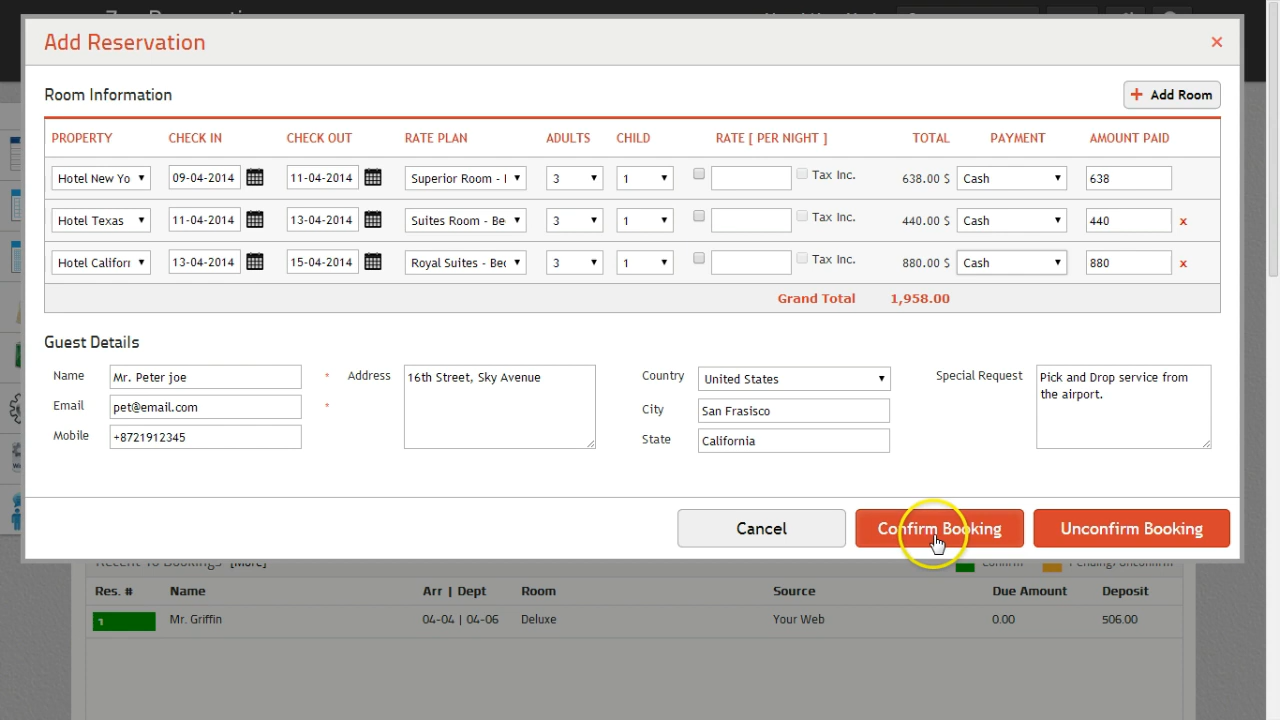 Add Reservation ×
Room Information + Add Room
PROPERTY CHECK IN CHECK OUT RATE PLAN ADULTS CHILD RATE [ PER NIGHT ] TOTAL PAYMENT AMOUNT PAID
Hotel New Yo 09-04-2014 11-04-2014 Superior Room - 3 1 Tax Inc. 638.00 $ Cash 638
Hotel Texas 11-04-2014 13-04-2014 Suites Room - Be 3 1 Tax Inc. 440.00 $ Cash 440 x
Hotel Califor 13-04-2014 15-04-2014 Royal Suites - Be 3 1 Tax Inc. 880.00 $ Cash 880 x
Grand Total 1,958.00
Guest Details
Name Mr. Peter joe *
Email pet@email.com *
Mobile +8721912345
Address 16th Street, Sky Avenue
Country United States
City San Frasisco
State California
Special Request Pick and Drop service from
the airport.
Cancel Confirm Booking Unconfirm Booking
Res. # Name Arr | Dept Room Source Due Amount Deposit
1 Mr. Griffin 04-04 | 04-06 Deluxe Your Web 0.00 506.00